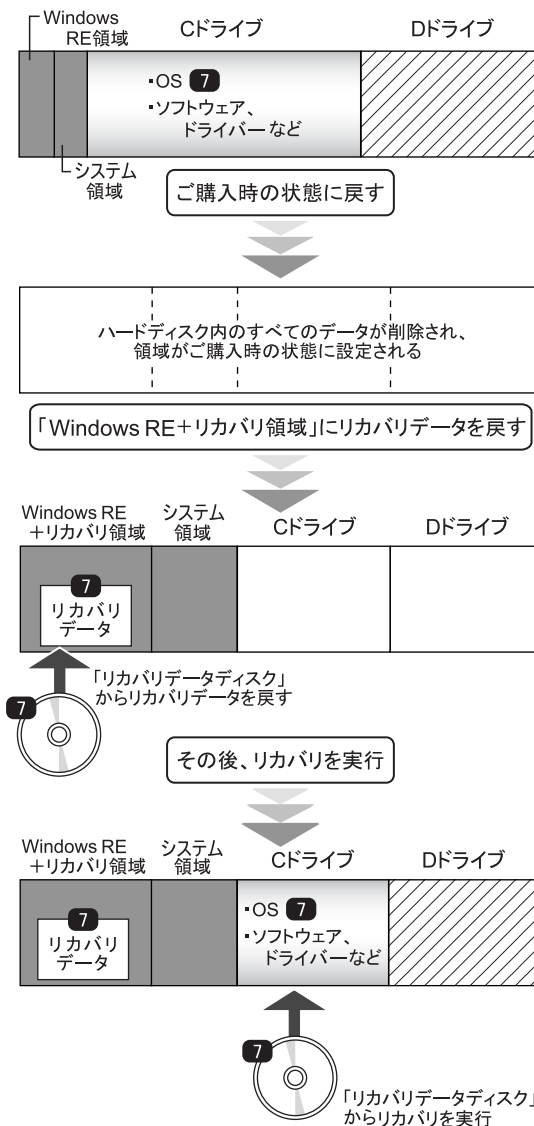 Windows
RE領域
Cドライブ
Dドライブ
・OS 7
・ソフトウェア、
ドライバーなど
システム
領域
ご購入時の状態に戻す
ハードディスク内のすべてのデータが削除され、
領域がご購入時の状態に設定される
「Windows RE+リカバリ領域」にリカバリデータを戻す
Windows RE
+リカバリ領域
システム
領域
Cドライブ
Dドライブ
7
リカバリ
データ
「リカバリデータディスク」
からリカバリデータを戻す
7
その後、リカバリを実行
Windows RE
+リカバリ領域
システム
領域
Cドライブ
Dドライブ
7
リカバリ
データ
・OS 7
・ソフトウェア、
ドライバーなど
7
「リカバリデータディスク」
からリカバリを実行